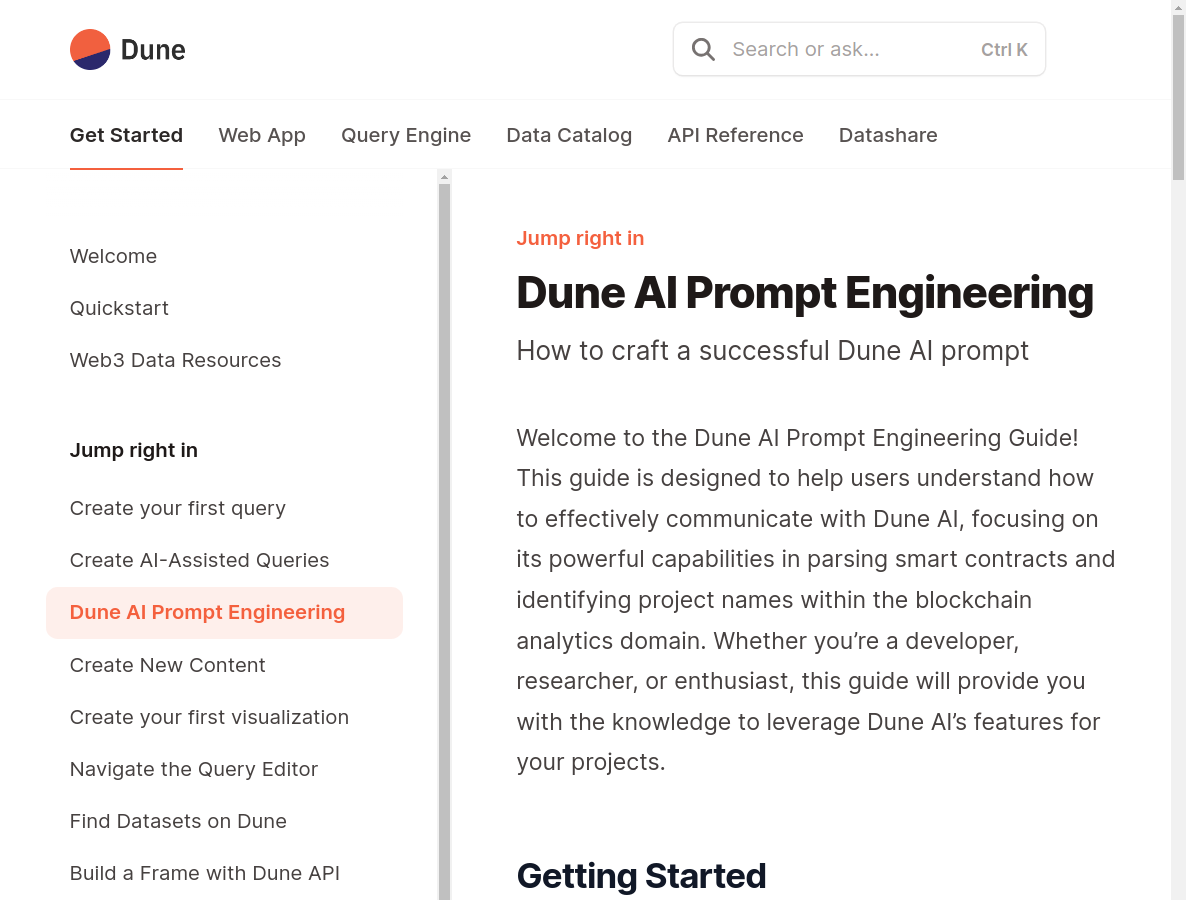 Dune
Search or ask...
Ctrl K
Get Started
Web App
Query Engine
Data Catalog
API Reference
Datashare
Welcome
Quickstart
Web3 Data Resources
Jump right in
Create your first query
Create AI-Assisted Queries
Dune AI Prompt Engineering
Create New Content
Create your first visualization
Navigate the Query Editor
Find Datasets on Dune
Build a Frame with Dune API
Jump right in
Dune AI Prompt Engineering
How to craft a successful Dune AI prompt
Welcome to the Dune AI Prompt Engineering Guide!
This guide is designed to help users understand how
to effectively communicate with Dune AI, focusing on
its powerful capabilities in parsing smart contracts and
identifying project names within the blockchain
analytics domain. Whether you’re a developer,
researcher, or enthusiast, this guide will provide you
with the knowledge to leverage Dune AI’s features for
your projects.
Getting Started